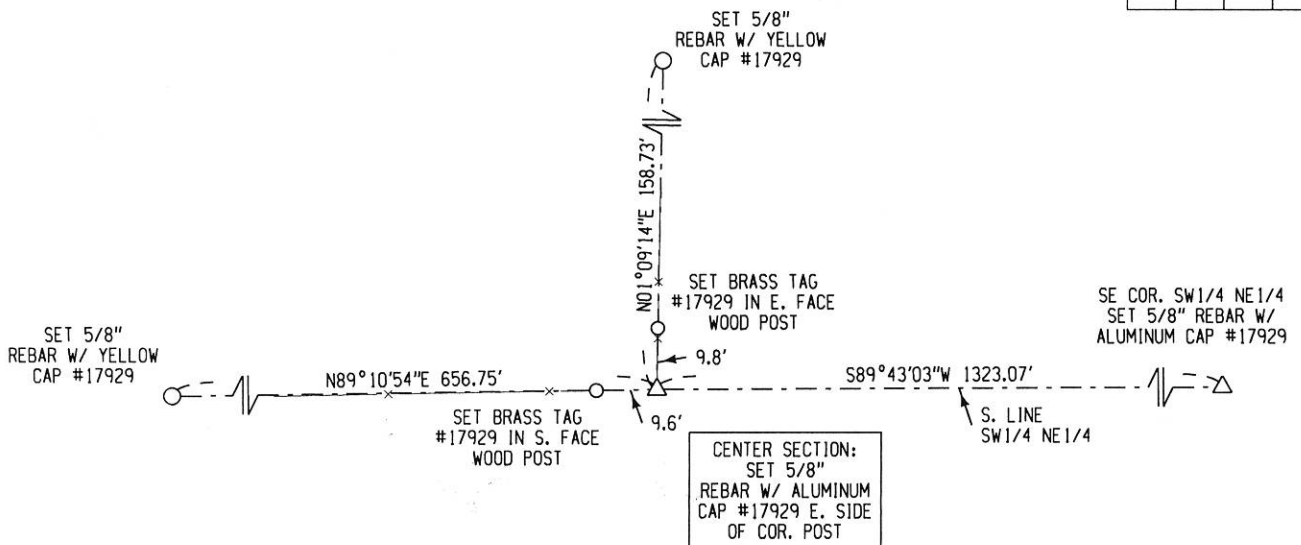 SET 5/8"
REBAR W/ YELLOW
CAP #17929
N01°09'14"E 158.73'
SET BRASS TAG
#17929 IN E. FACE
WOOD POST
9.8'
SE COR. SW1/4 NE1/4
SET 5/8" REBAR W/
ALUMINUM CAP #17929
SET 5/8"
REBAR W/ YELLOW
CAP #17929
N89°10'54"E 656.75'
S89°43'03"W 1323.07'
SET BRASS TAG
#17929 IN S. FACE
WOOD POST
9.6'
S. LINE
SW1/4 NE1/4
CENTER SECTION:
SET 5/8"
REBAR W/ ALUMINUM
CAP #17929 E. SIDE
OF COR. POST